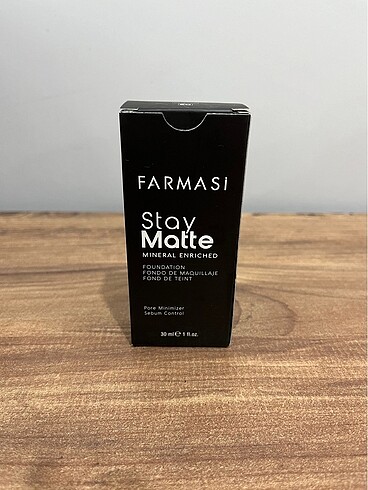 FARMASİ
Stay
Matte
MINERAL ENRICHED
FOUNDATION
FONDO DE MAQUILLAJE
FOND DE TEINT
Pore Minimizer
Sebum Control
30 ml ℮ 1 fl.oz.